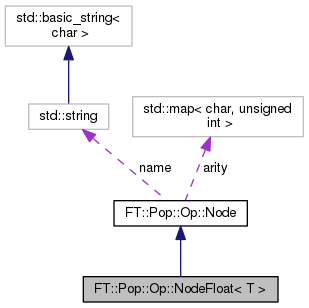 std::basic_string<
char >
std::string
std::map< char, unsigned
int >
name
arity
FT::Pop::Op::Node
FT::Pop::Op::NodeFloat< T >